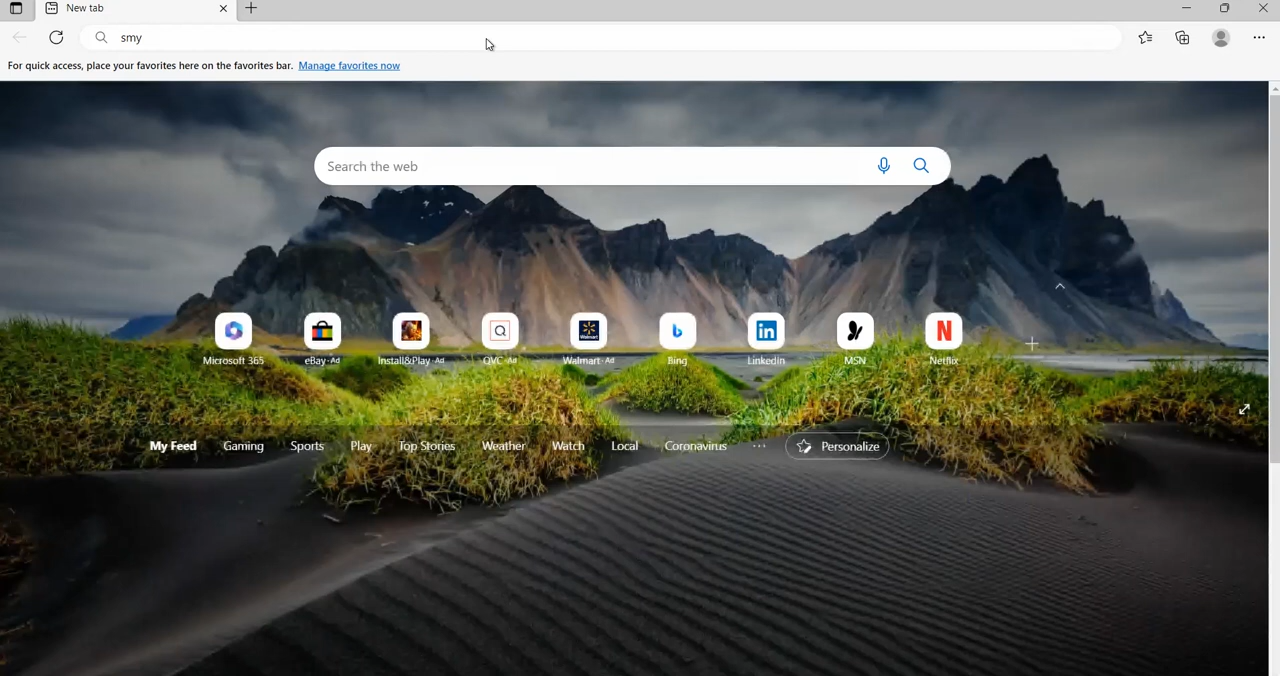 New tab
smy
For quick access, place your favorites here on the favorites bar. Manage favorites now
Search the web
Microsoft 365 eBay · Ad Install&Play · Ad QVC · Ad Walmart · Ad Bing LinkedIn MSN Netflix
My Feed Gaming Sports Play Top Stories Weather Watch Local Coronavirus ··· Personalize